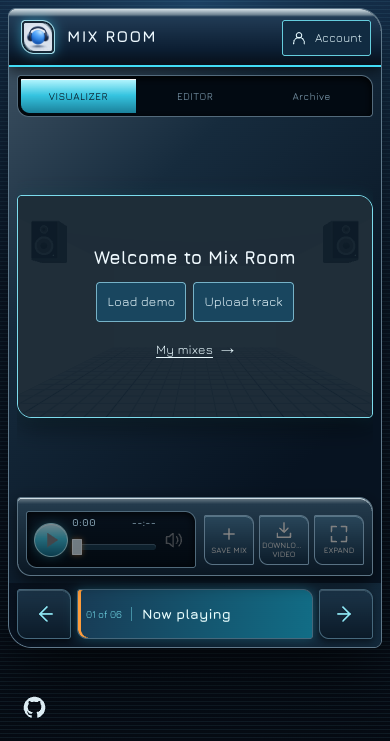 MIX ROOM
Account
VISUALIZER
EDITOR
Archive
Welcome to Mix Room
Load demo
Upload track
My mixes →
0:00
--:--
SAVE MIX
DOWNLO...
VIDEO
EXPAND
01 of 06
Now playing